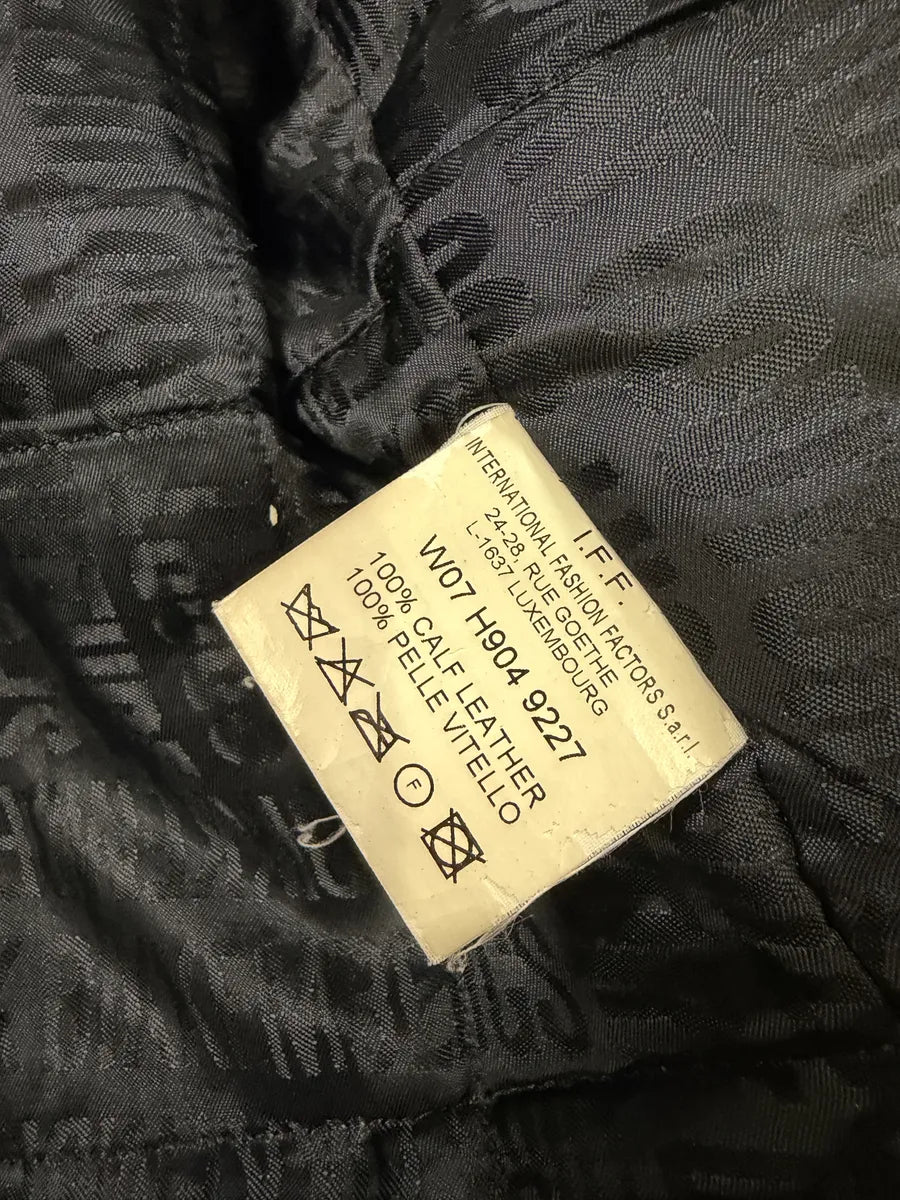 I.F.F.
INTERNATIONAL FASHION FACTORS S.a.r.l.
24-28, RUE GOETHE
L-1637 LUXEMBOURG
W07 H904 9227
100% CALF LEATHER
100% PELLE VITELLO
F